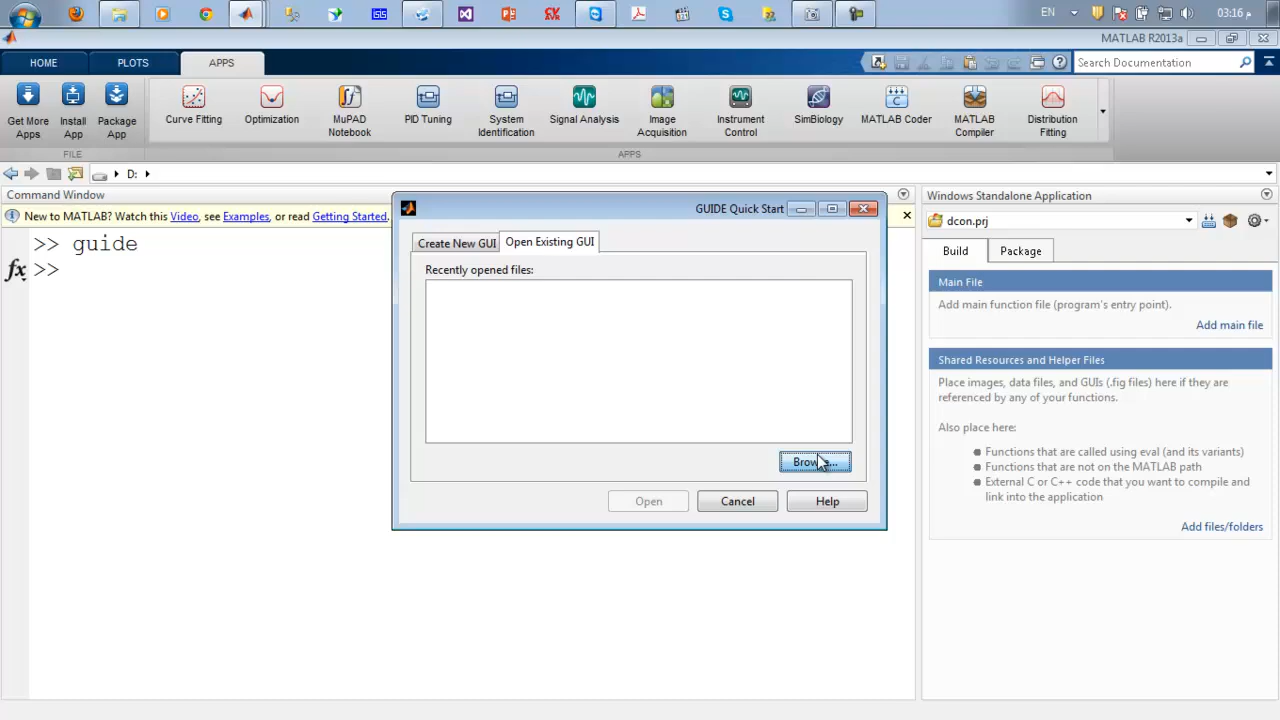 EN
03:16 م
MATLAB R2013a
HOME
PLOTS
APPS
Search Documentation
Get More Apps
Install App
Package App
Curve Fitting
Optimization
MuPAD Notebook
PID Tuning
System Identification
Signal Analysis
Image Acquisition
Instrument Control
SimBiology
MATLAB Coder
MATLAB Compiler
Distribution Fitting
FILE
APPS
D:
Command Window
New to MATLAB? Watch this Video, see Examples, or read Getting Started.
>> guide
fx >>
GUIDE Quick Start
Create New GUI
Open Existing GUI
Recently opened files:
Open
Cancel
Help
Windows Standalone Application
dcon.prj
Build
Package
Main File
Add main function file (program's entry point).
Add main file
Shared Resources and Helper Files
Place images, data files, and GUIs (.fig files) here if they are
referenced by any of your functions.
Also place here:
Functions that are called using eval (and its variants)
Functions that are not on the MATLAB path
External C or C++ code that you want to compile and
link into the application
Add files/folders